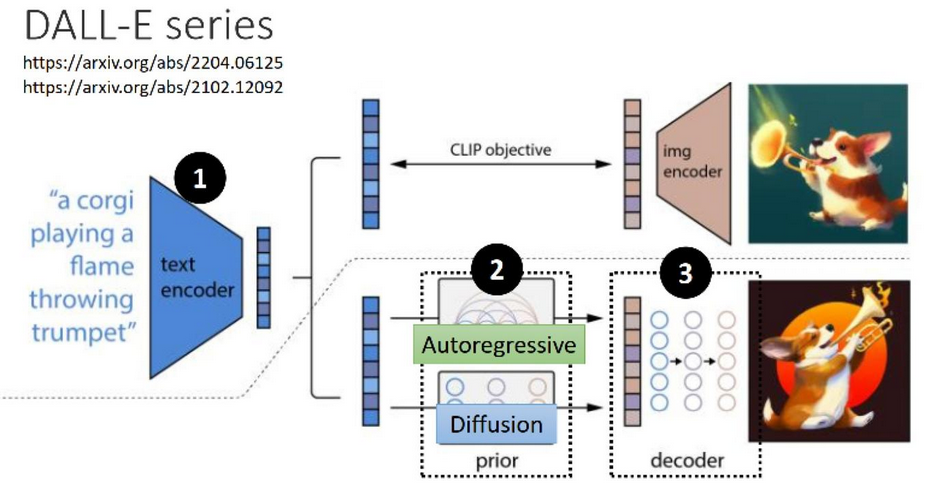 DALL-E series
https://arxiv.org/abs/2204.06125
https://arxiv.org/abs/2102.12092
CLIP objective
img
encoder
1
“a corgi
playing a
flame
throwing
trumpet”
text
encoder
2
3
Autoregressive
Diffusion
prior
decoder